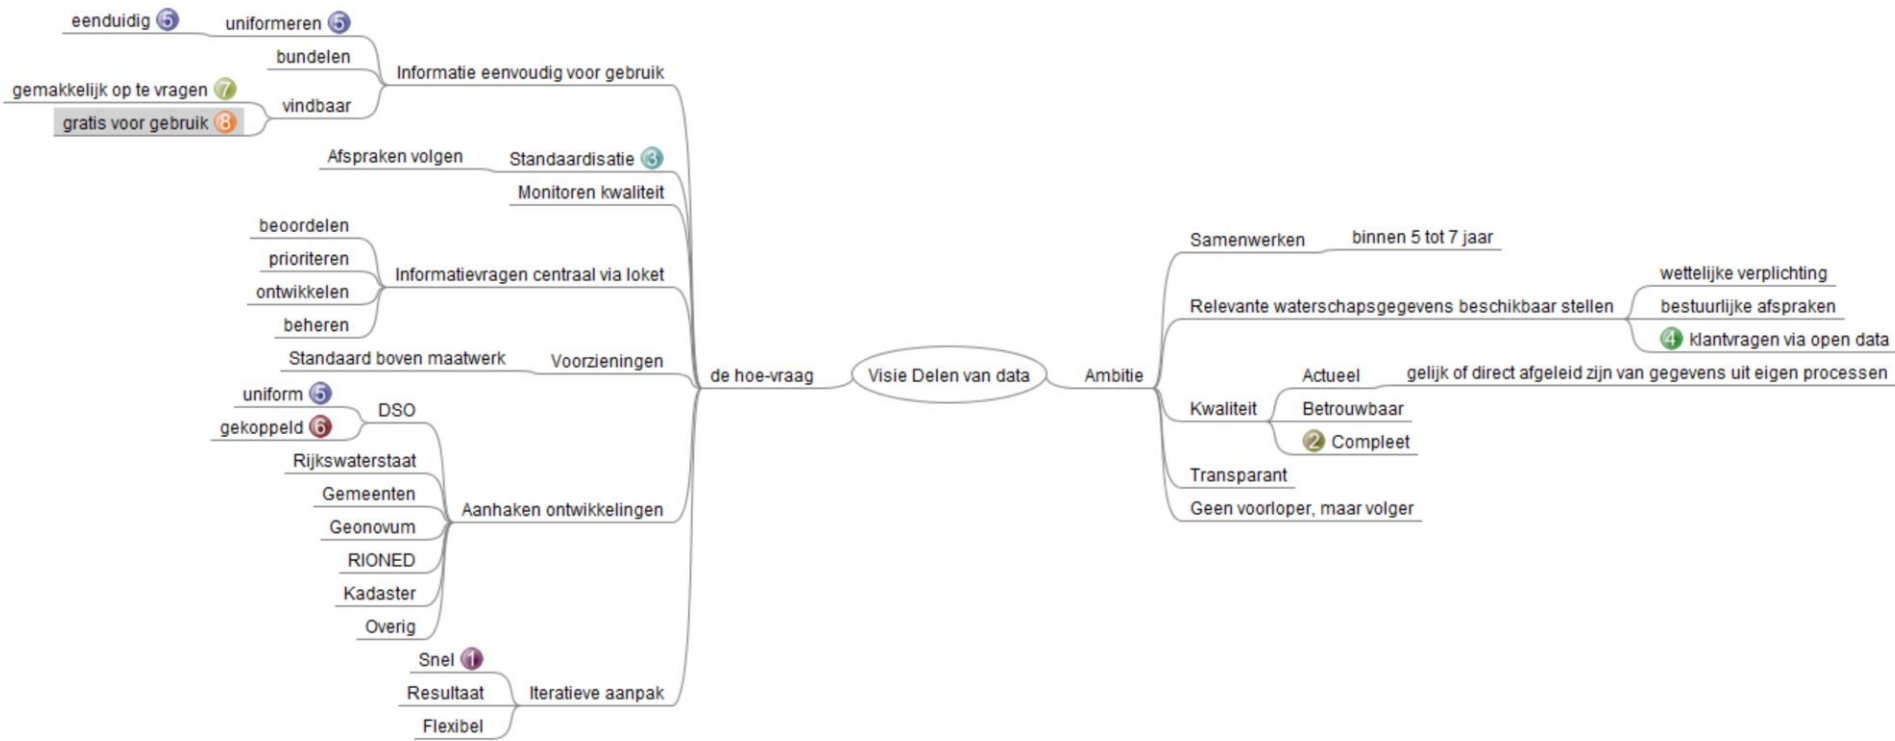 eenduidig 5
uniformeren 5
bundelen
gemakkelijk op te vragen 7
gratis voor gebruik 8
vindbaar
Informatie eenvoudig voor gebruik
Afspraken volgen
Standaardisatie 3
Monitoren kwaliteit
beoordelen
prioriteren
ontwikkelen
beheren
Informatievragen centraal via loket
Standaard boven maatwerk
Voorzieningen
uniform 5
gekoppeld 6
DSO
Rijkswaterstaat
Gemeenten
Geonovum
RIONED
Kadaster
Overig
Aanhaken ontwikkelingen
Snel 1
Resultaat
Flexibel
Iteratieve aanpak
de hoe-vraag
Visie Delen van data
Ambitie
Samenwerken
binnen 5 tot 7 jaar
Relevante waterschapsgegevens beschikbaar stellen
wettelijke verplichting
bestuurlijke afspraken
4 klantvragen via open data
Kwaliteit
Actueel
gelijk of direct afgeleid zijn van gegevens uit eigen processen
Betrouwbaar
2 Compleet
Transparant
Geen voorloper, maar volger